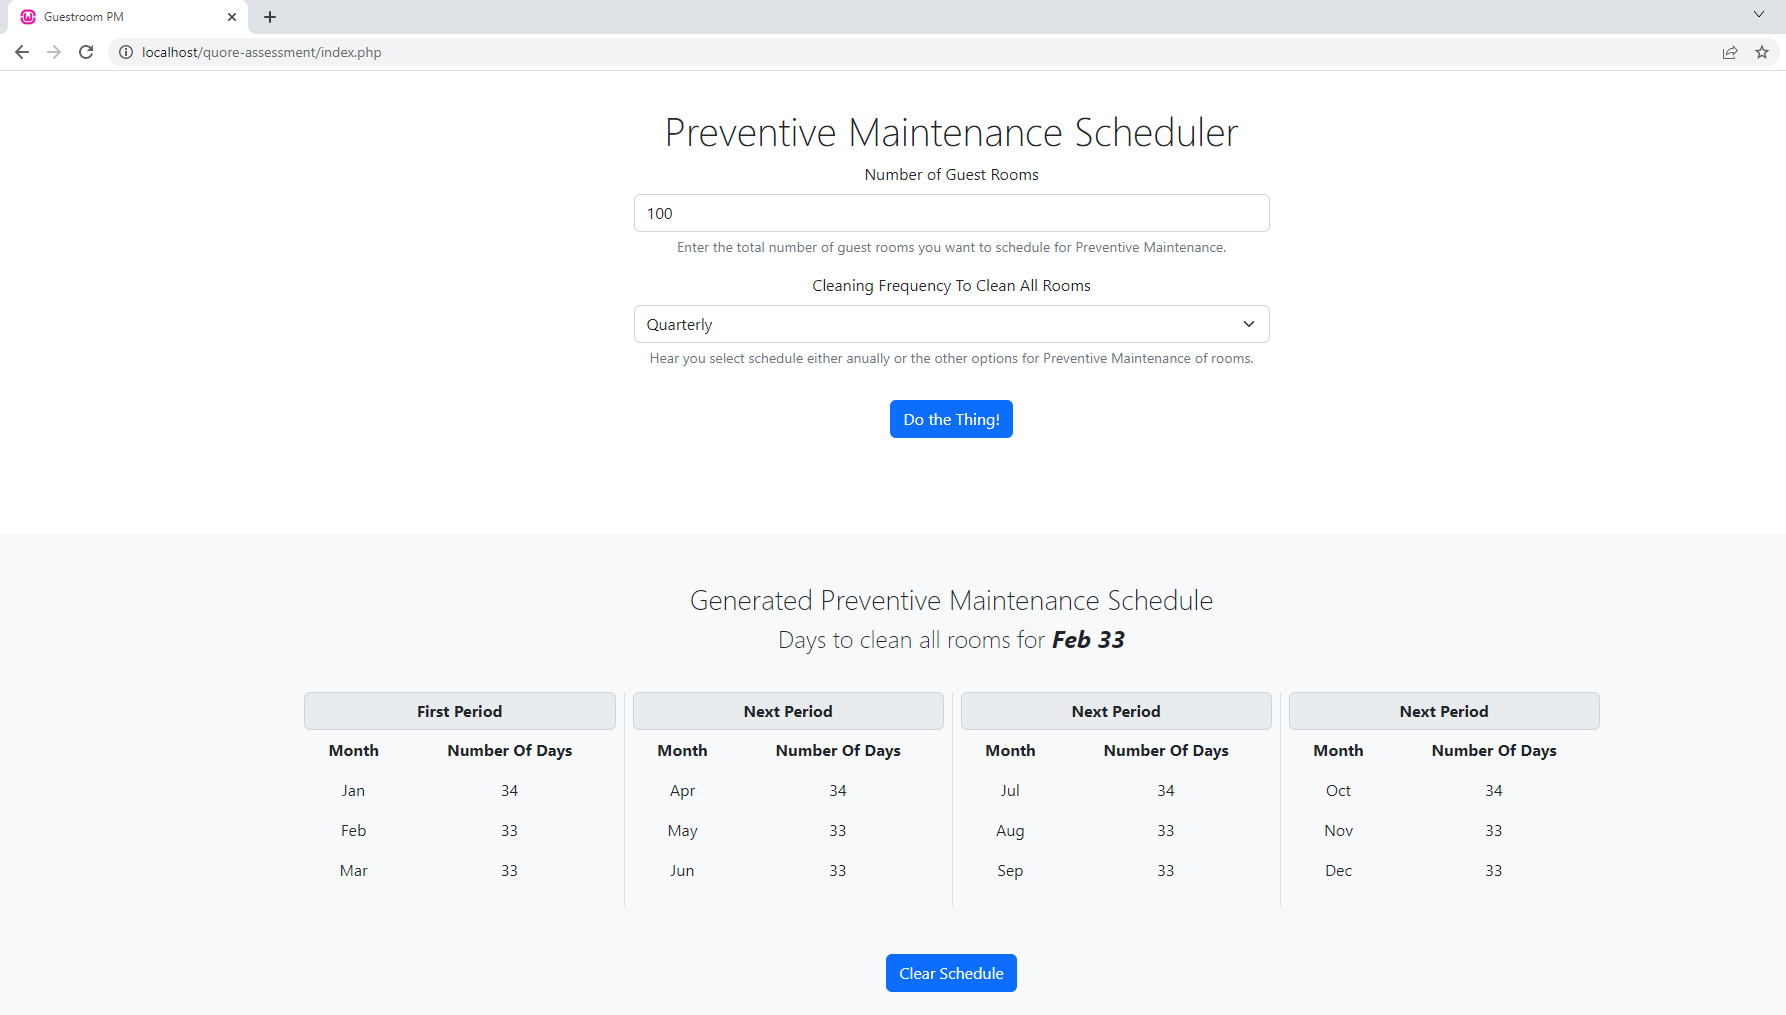 Guestroom PM
localhost/quore-assessment/index.php
Preventive Maintenance Scheduler
Number of Guest Rooms
100
Enter the total number of guest rooms you want to schedule for Preventive Maintenance.
Cleaning Frequency To Clean All Rooms
Quarterly
Hear you select schedule either anually or the other options for Preventive Maintenance of rooms.
Do the Thing!
Generated Preventive Maintenance Schedule
Days to clean all rooms for Feb 33
First Period Next Period Next Period Next Period
Month Number Of Days Month Number Of Days Month Number Of Days Month Number Of Days
Jan 34 Apr 34 Jul 34 Oct 34
Feb 33 May 33 Aug 33 Nov 33
Mar 33 Jun 33 Sep 33 Dec 33
Clear Schedule